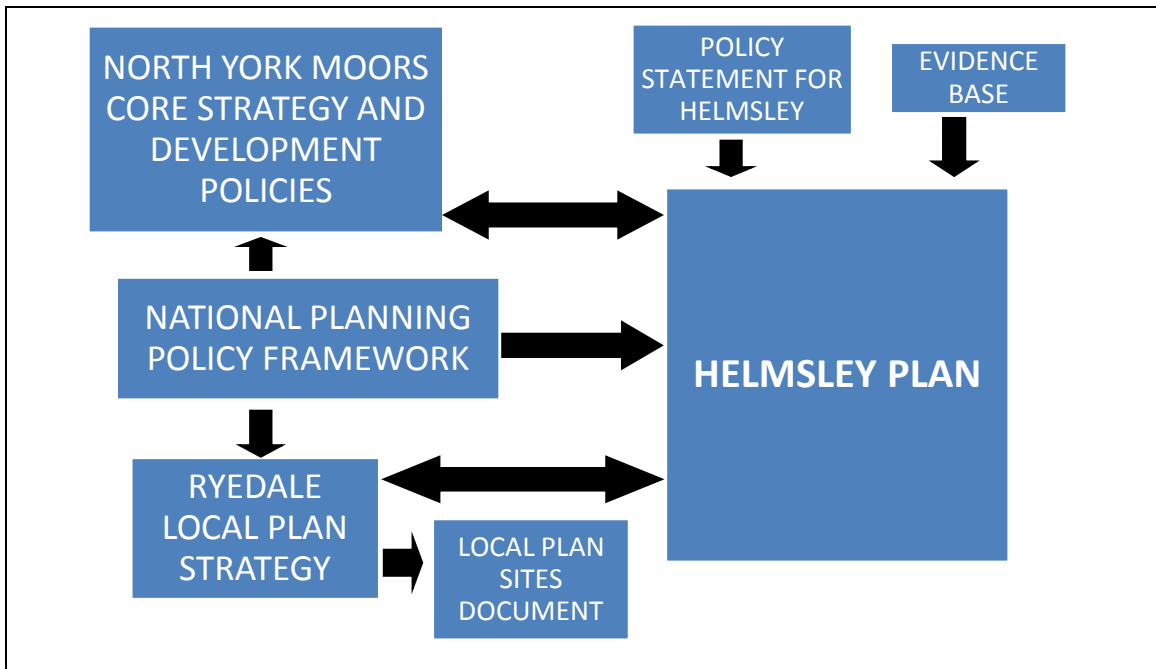 NORTH YORK MOORS
CORE STRATEGY AND
DEVELOPMENT
POLICIES
POLICY
STATEMENT FOR
HELMSLEY
EVIDENCE
BASE
NATIONAL PLANNING
POLICY FRAMEWORK
HELMSLEY PLAN
RYEDALE
LOCAL PLAN
STRATEGY
LOCAL PLAN
SITES
DOCUMENT